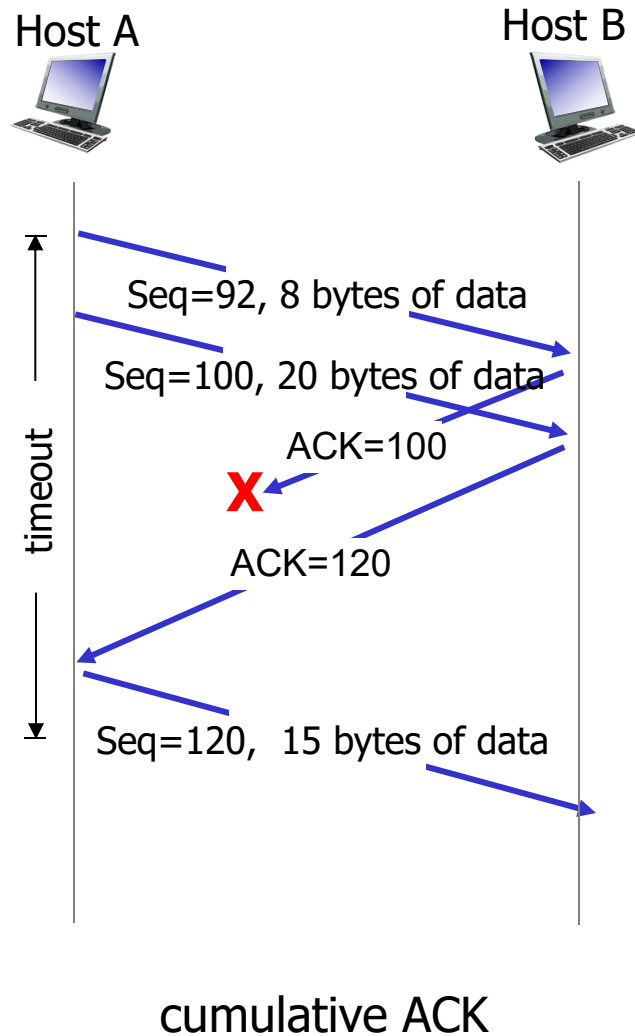 Host A
Host B
Seq=92, 8 bytes of data
Seq=100, 20 bytes of data
ACK=100
X
timeout
ACK=120
Seq=120, 15 bytes of data
cumulative ACK